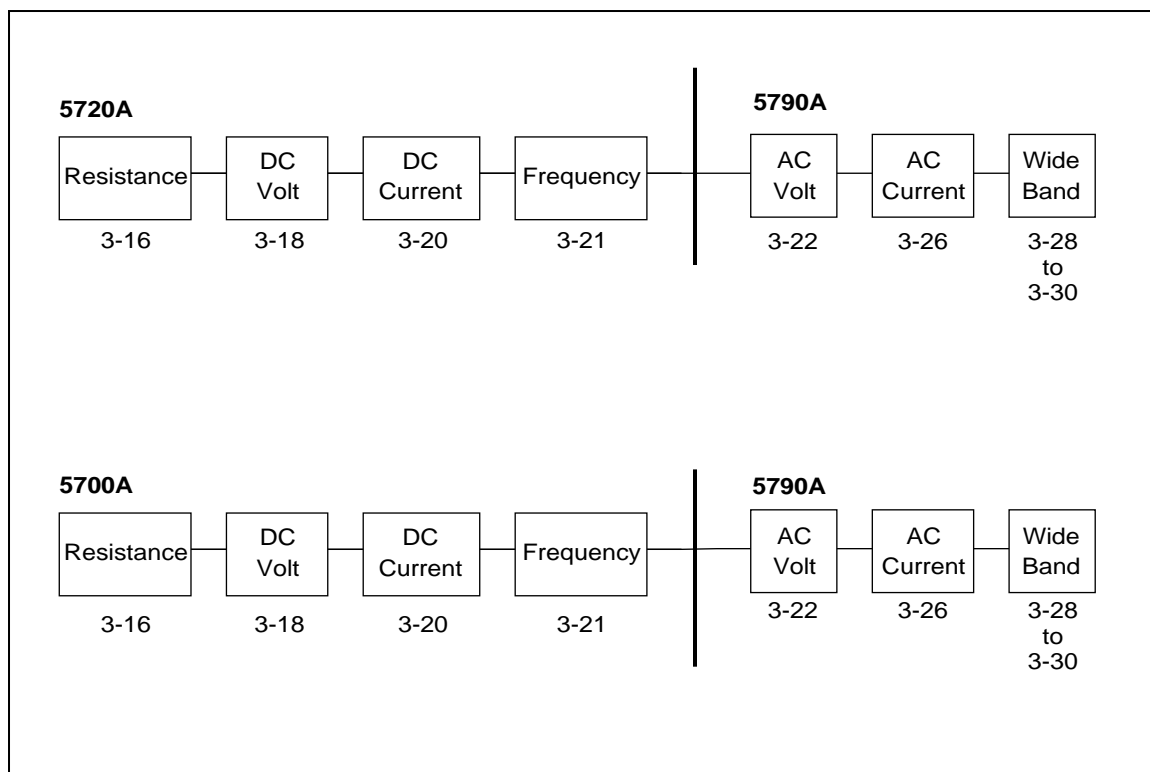 5720A
Resistance
3-16
DC
Volt
3-18
DC
Current
3-20
Frequency
3-21
5790A
AC
Volt
3-22
AC
Current
3-26
Wide
Band
3-28
to
3-30
5700A
Resistance
3-16
DC
Volt
3-18
DC
Current
3-20
Frequency
3-21
5790A
AC
Volt
3-22
AC
Current
3-26
Wide
Band
3-28
to
3-30